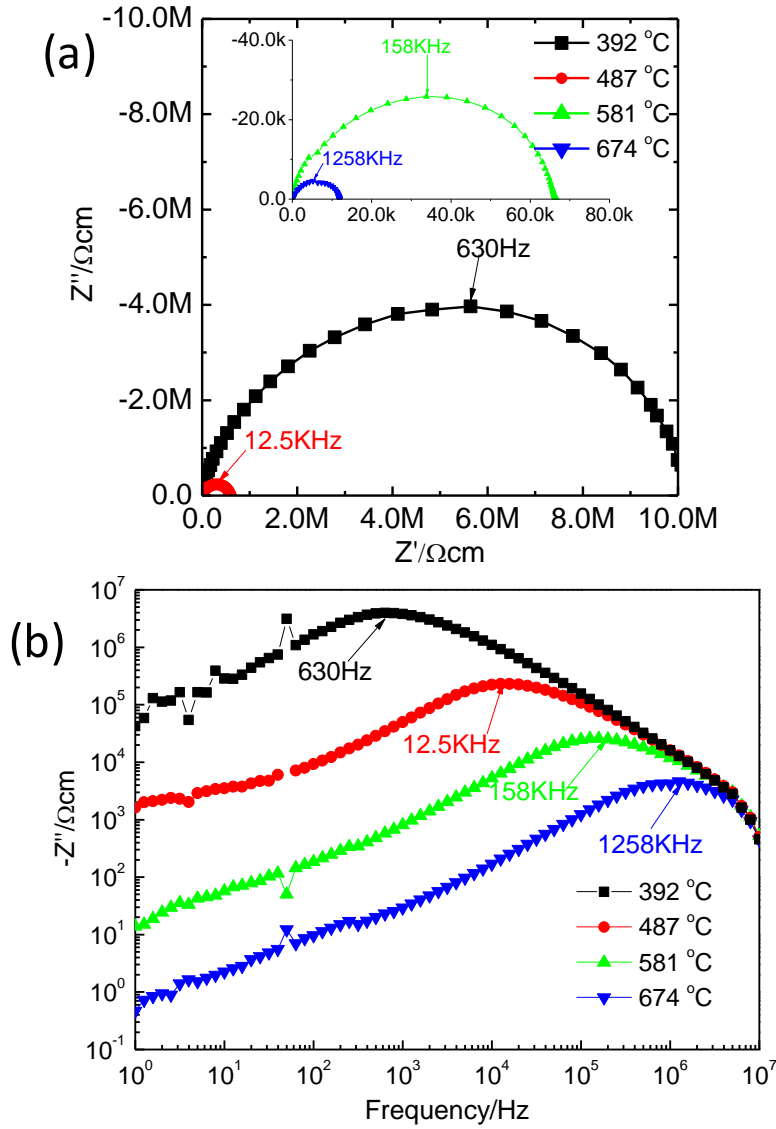 (a)
-10.0M
-8.0M
-6.0M
-4.0M
-2.0M
0.0
0.0M
2.0M
4.0M
6.0M
8.0M
10.0M
Z''/Ωcm
Z'/Ωcm
-40.0k
-20.0k
0.0
0.0
20.0k
40.0k
60.0k
80.0k
158KHz
1258KHz
392 °C
487 °C
581 °C
674 °C
630Hz
12.5KHz
(b)
10⁷
10⁶
10⁵
10⁴
10³
10²
10¹
10⁰
10⁻¹
-Z''/Ωcm
630Hz
12.5KHz
158KHz
1258KHz
392 °C
487 °C
581 °C
674 °C
10⁰
10¹
10²
10³
10⁴
10⁵
10⁶
10⁷
Frequency/Hz